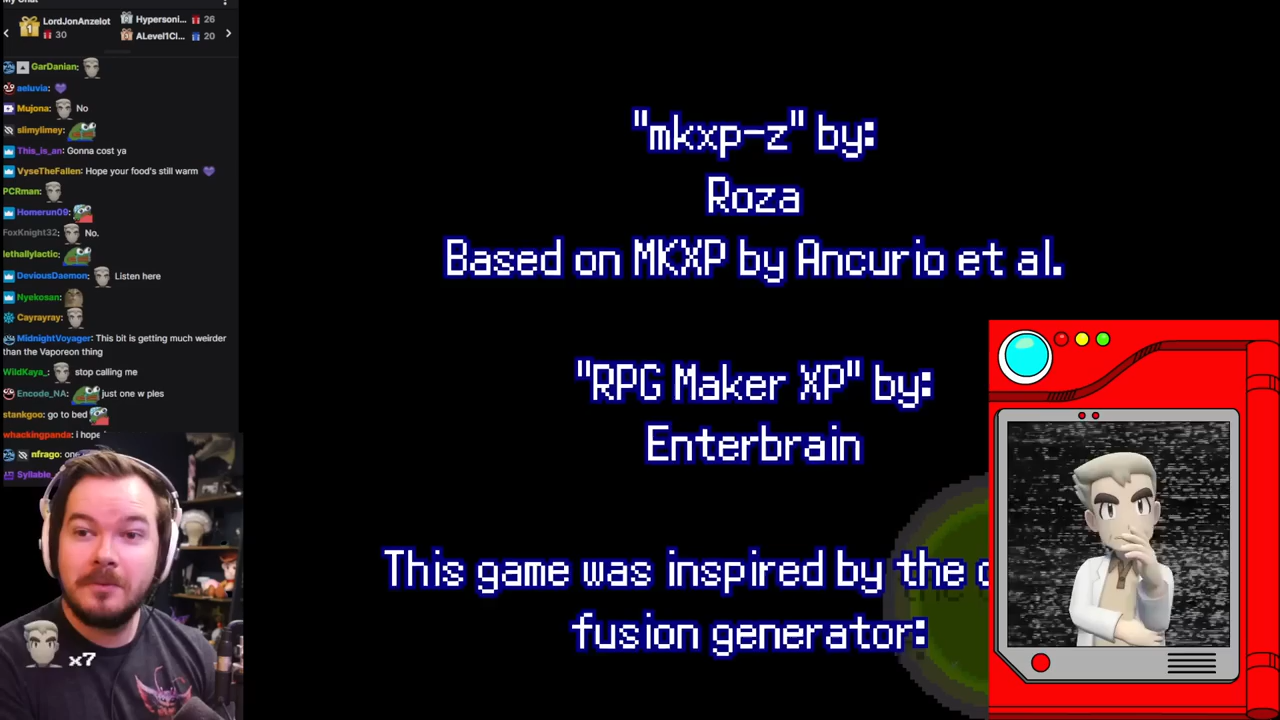 My Chat
LordJonAnzelot
30
Hypersoni... 26
ALevel1Cl... 20
1
GarDanian:
aeluvia:
Mujona: No
slimylimey:
This_is_an: Gonna cost ya
VyseTheFallen: Hope your food's still warm
PCRman:
Homerun09:
FoxKnight32: No.
lethallylactic:
DeviousDaemon: Listen here
Nyekosan:
Cayrayray:
MidnightVoyager: This bit is getting much weirder
than the Vaporeon thing
WildKaya_: stop calling me
Encode_NA: just one w ples
stankgoo: go to bed
whackingpanda: i hope
nfrago: one
Syllable_
x7
"mkxp-z" by:
Roza
Based on MKXP by Ancurio et al.
"RPG Maker XP" by:
Enterbrain
This game was inspired by the
fusion generator: